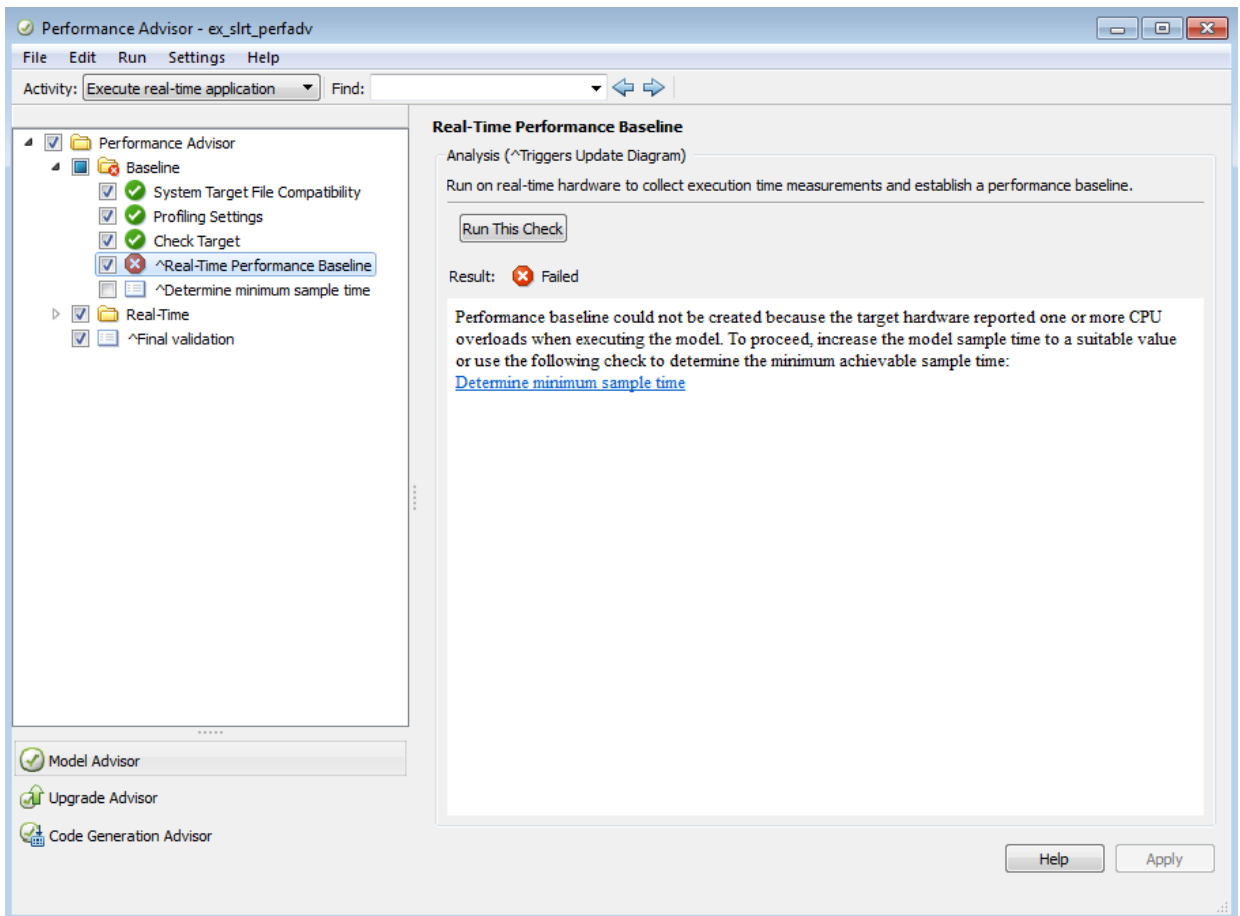 Performance Advisor - ex_slrt_perfadv
File Edit Run Settings Help
Activity: Execute real-time application Find:
Performance Advisor
Baseline
System Target File Compatibility
Profiling Settings
Check Target
^Real-Time Performance Baseline
^Determine minimum sample time
Real-Time
^Final validation
Model Advisor
Upgrade Advisor
Code Generation Advisor
Real-Time Performance Baseline
Analysis (^Triggers Update Diagram)
Run on real-time hardware to collect execution time measurements and establish a performance baseline.
Run This Check
Result: Failed
Performance baseline could not be created because the target hardware reported one or more CPU
overloads when executing the model. To proceed, increase the model sample time to a suitable value
or use the following check to determine the minimum achievable sample time:
Determine minimum sample time
Help Apply